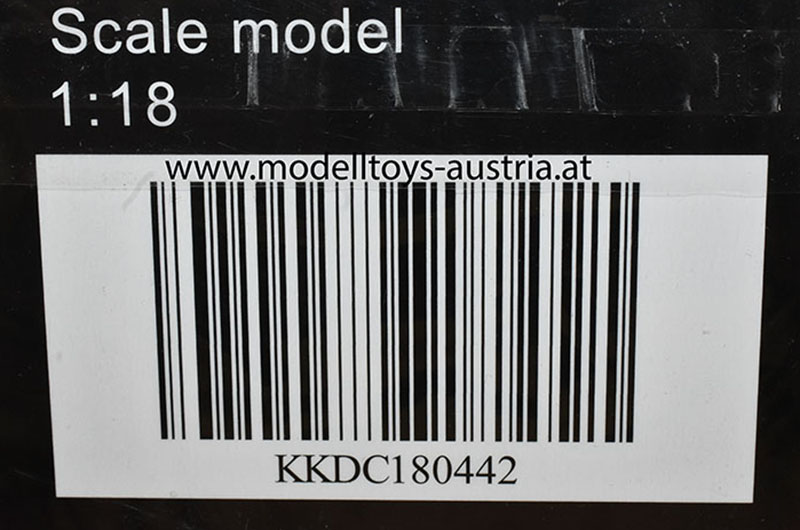 Scale model
1:18
www.modelltoys-austria.at
KKDC180442